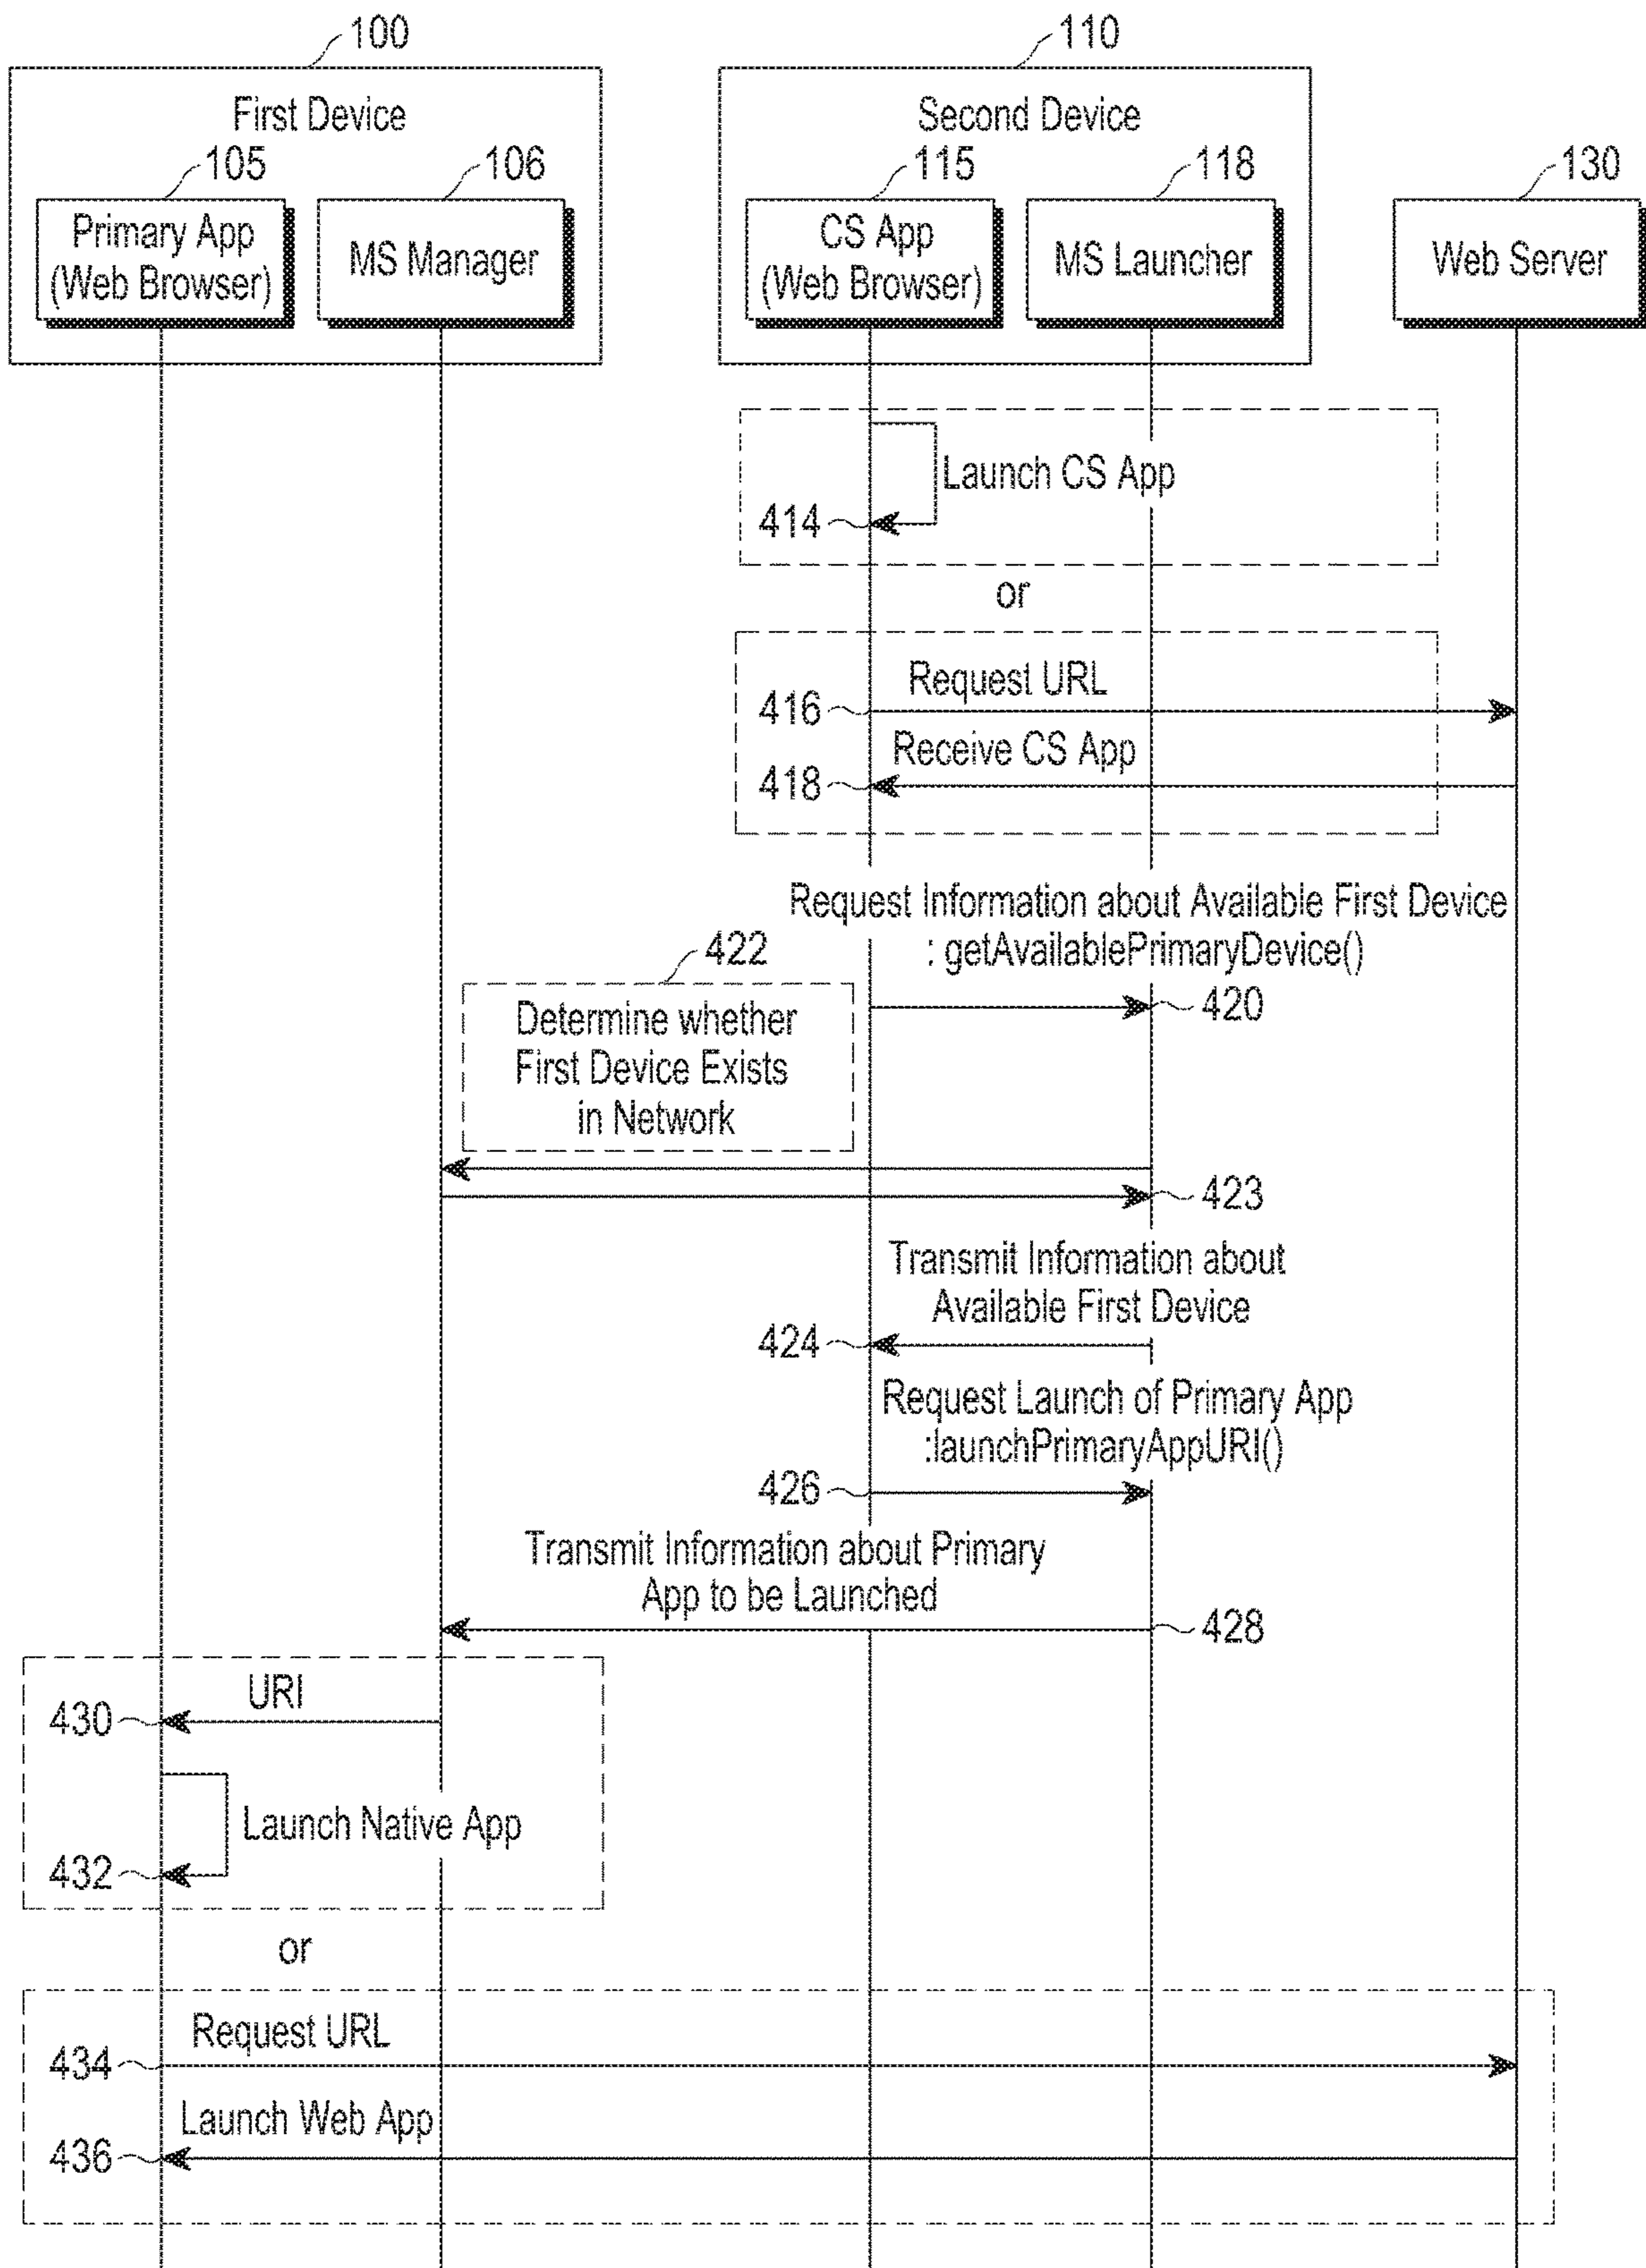 100
110
First Device
Second Device
105
106
115
118
130
Primary App
(Web Browser)
MS Manager
CS App
(Web Browser)
MS Launcher
Web Server
Launch CS App
414
or
Request URL
416
Receive CS App
418
Request Information about Available First Device
: getAvailablePrimaryDevice()
422
420
Determine whether
First Device Exists
in Network
423
Transmit Information about
Available First Device
424
Request Launch of Primary App
:launchPrimaryAppURI()
426
Transmit Information about Primary
App to be Launched
428
URI
430
Launch Native App
432
or
Request URL
434
Launch Web App
436